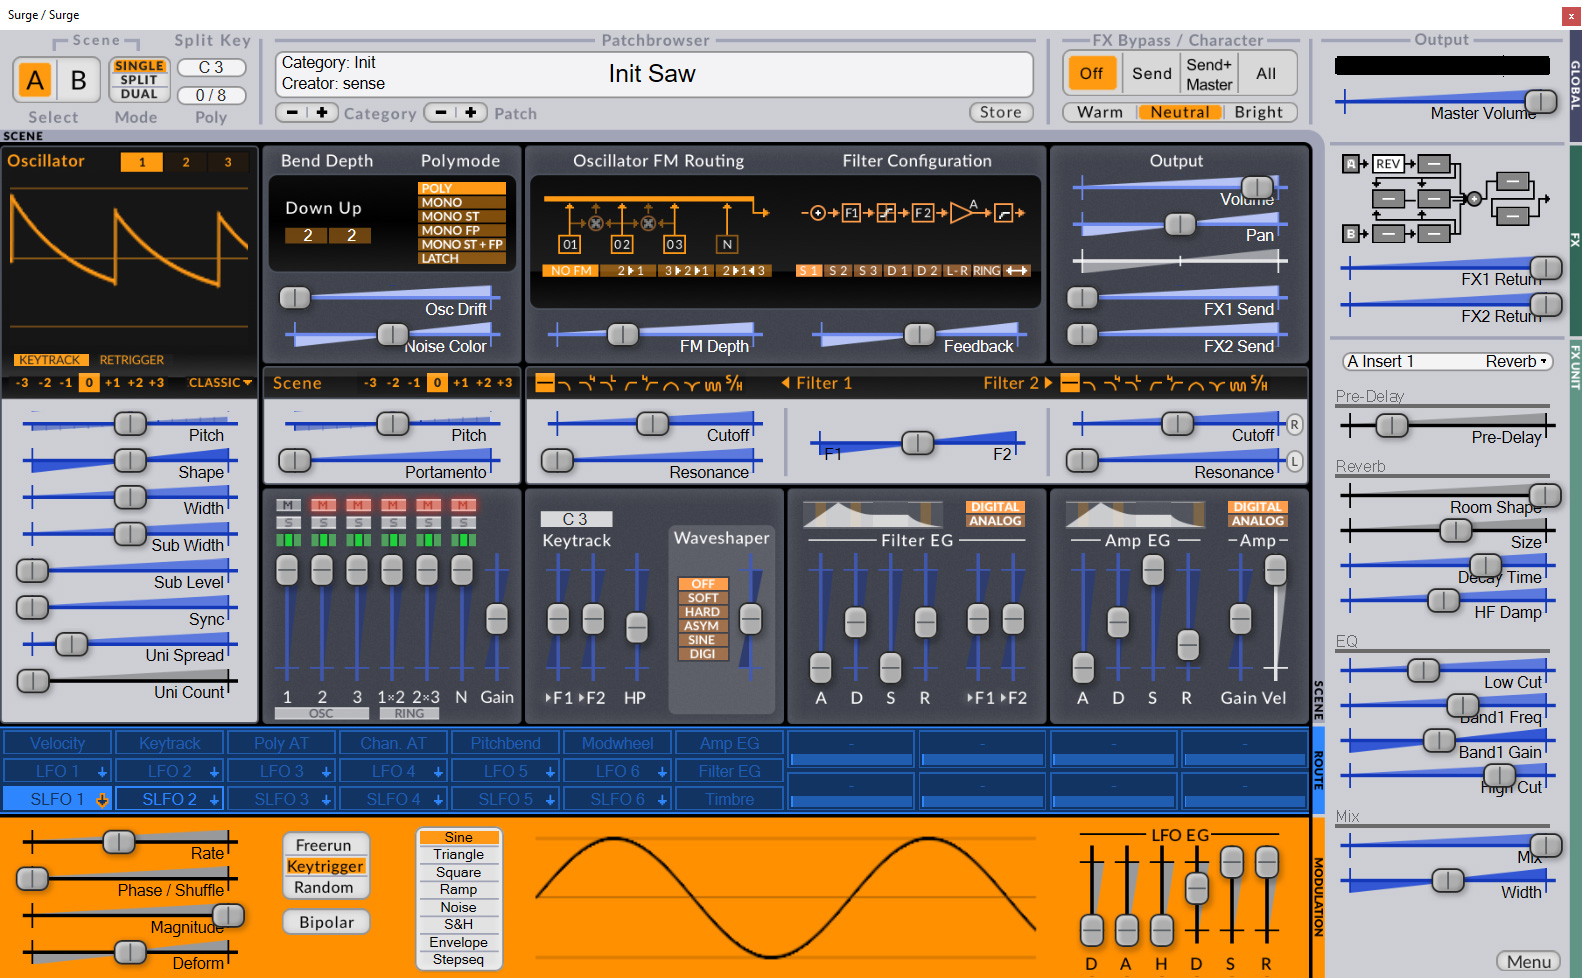 Surge / Surge
x
Scene
Split Key
Patchbrowser
FX Bypass / Character
Output
A B
SINGLE
SPLIT
DUAL
C 3
0 / 8
Select
Mode
Poly
Category: Init
Creator: sense
Init Saw
- +
Category
- +
Patch
Store
Off
Send
Send+
Master
All
Warm
Neutral
Bright
Master Volume
GLOBAL
SCENE
Oscillator
1 2 3
KEYTRACK
RETRIGGER
-3 -2 -1 0 +1 +2 +3
CLASSIC
Pitch
Shape
Width
Sub Width
Sub Level
Sync
Uni Spread
Uni Count
Bend Depth
Polymode
Down Up
2 2
POLY
MONO
MONO ST
MONO FP
MONO ST + FP
LATCH
Osc Drift
Noise Color
Oscillator FM Routing
Filter Configuration
O1 O2 O3 N
NO FM
2 1
3 2 1
2 1 3
F1 F2 A
S 1 S 2 S 3 D 1 D 2 L - R RING
FM Depth
Feedback
Output
Volume
Pan
FX1 Send
FX2 Send
Scene
-3 -2 -1 0 +1 +2 +3
Pitch
Portamento
S/H
Filter 1
Filter 2
S/H
Cutoff
Resonance
F1
F2
Cutoff
Resonance
R
L
M M M M M M
S S S S S S
1 2 3 1×2 2×3 N Gain
OSC
RING
C 3
Keytrack
F1 F2 HP
Waveshaper
OFF
SOFT
HARD
ASYM
SINE
DIGI
DIGITAL
ANALOG
Filter EG
A D S R F1 F2
DIGITAL
ANALOG
Amp EG
Amp
A D S R Gain Vel
SCENE
Velocity
Keytrack
Poly AT
Chan. AT
Pitchbend
Modwheel
Amp EG
- - - -
LFO 1
LFO 2
LFO 3
LFO 4
LFO 5
LFO 6
Filter EG
SLFO 1
SLFO 2
SLFO 3
SLFO 4
SLFO 5
SLFO 6
Timbre
- - - -
ROUTE
Rate
Phase / Shuffle
Magnitude
Deform
Freerun
Keytrigger
Random
Bipolar
Sine
Triangle
Square
Ramp
Noise
S&H
Envelope
Stepseq
LFO EG
D A H D S R
MODULATION
A REV
B
FX1 Return
FX2 Return
FX
A Insert 1
Reverb
FX UNIT
Pre-Delay
Pre-Delay
Reverb
Room Shape
Size
Decay Time
HF Damp
EQ
Low Cut
Band1 Freq
Band1 Gain
High Cut
Mix
Mix
Width
Menu